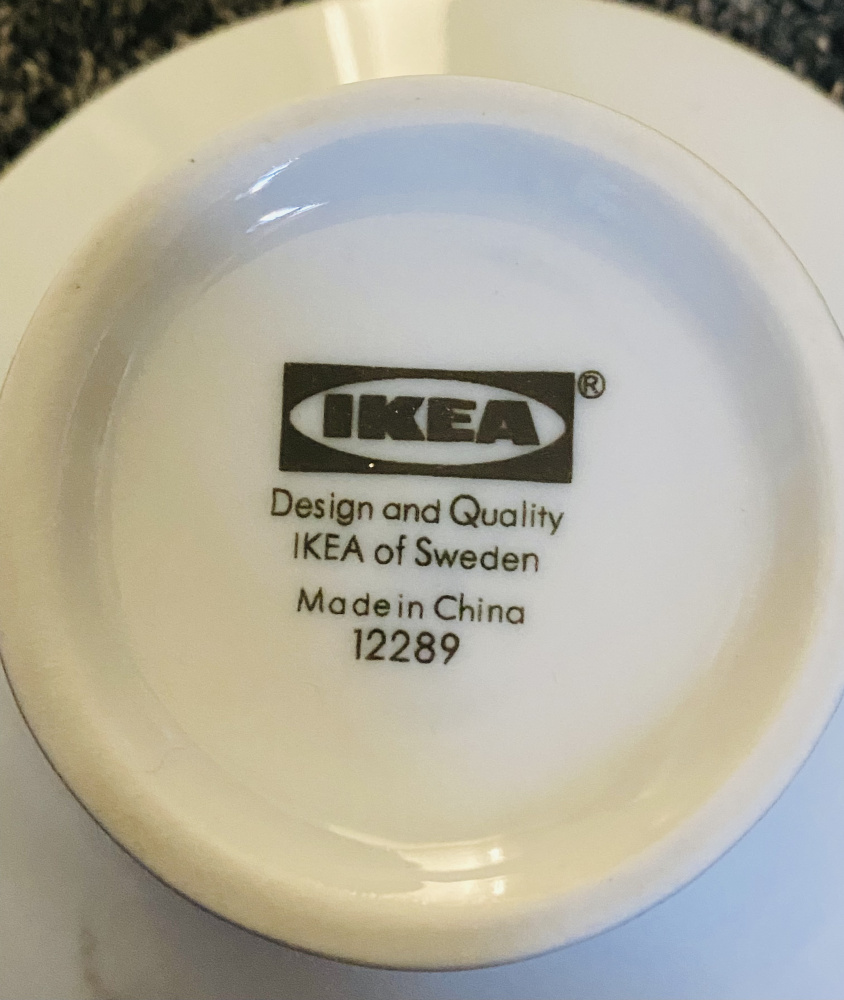 IKEA®
Design and Quality
IKEA of Sweden
Made in China
12289